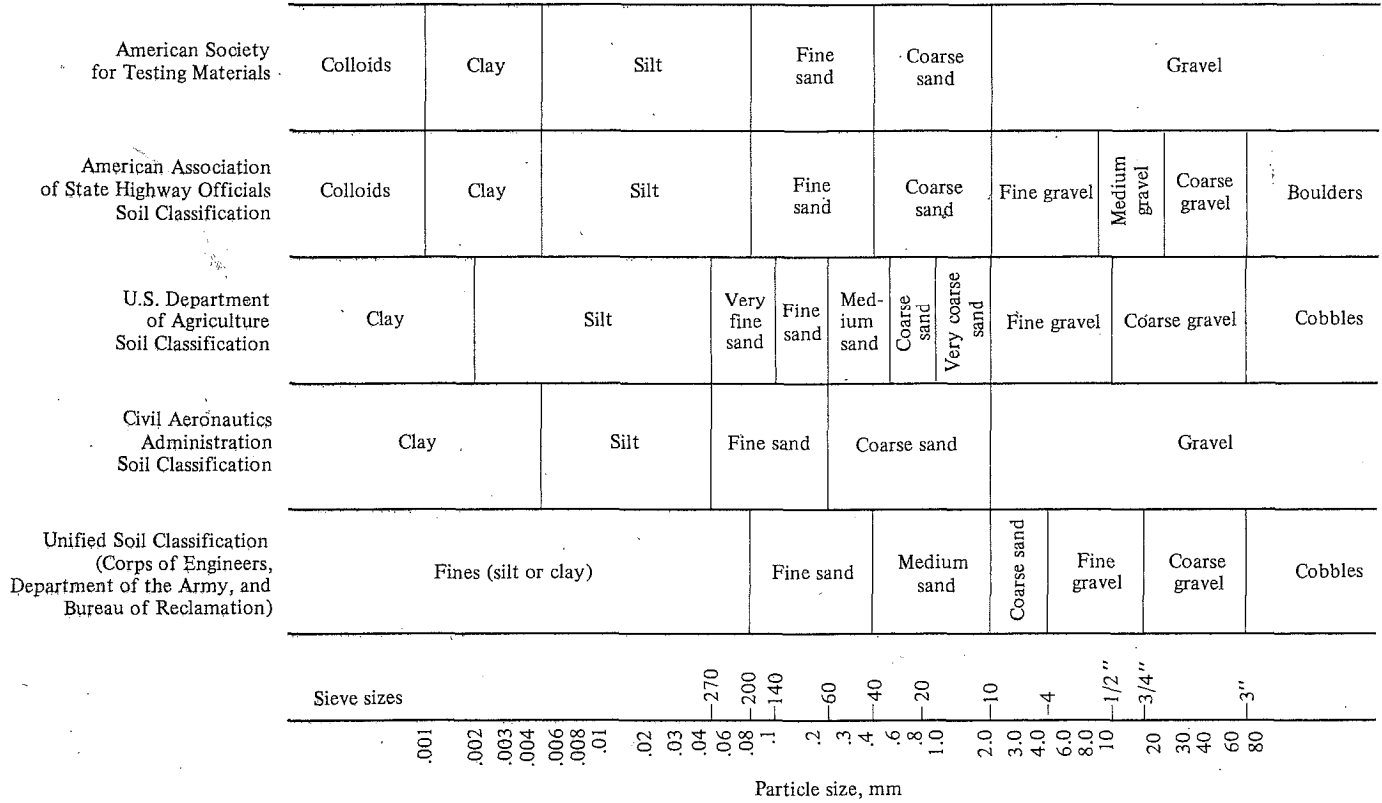 American Society
for Testing Materials
Colloids
Clay
Silt
Fine
sand
Coarse
sand
Gravel
American Association
of State Highway Officials
Soil Classification
Colloids
Clay
Silt
Fine
sand
Coarse
sand
Fine gravel
Medium
gravel
Coarse
gravel
Boulders
U.S. Department
of Agriculture
Soil Classification
Clay
Silt
Very
fine
sand
Fine
sand
Med-
ium
sand
Coarse
sand
Very coarse
sand
Fine gravel
Coarse gravel
Cobbles
Civil Aeronautics
Administration
Soil Classification
Clay
Silt
Fine sand
Coarse sand
Gravel
Unified Soil Classification
(Corps of Engineers,
Department of the Army, and
Bureau of Reclamation)
Fines (silt or clay)
Fine sand
Medium
sand
Coarse sand
Fine
gravel
Coarse
gravel
Cobbles
Sieve sizes
270
200
140
60
40
20
10
4
1/2"
3/4"
3"
.001
.002
.003
.004
.006
.008
.01
.02
.03
.04
.06
.08
.1
.2
.3
.4
.6
.8
1.0
2.0
3.0
4.0
6.0
8.0
10
20
30
40
60
80
Particle size, mm